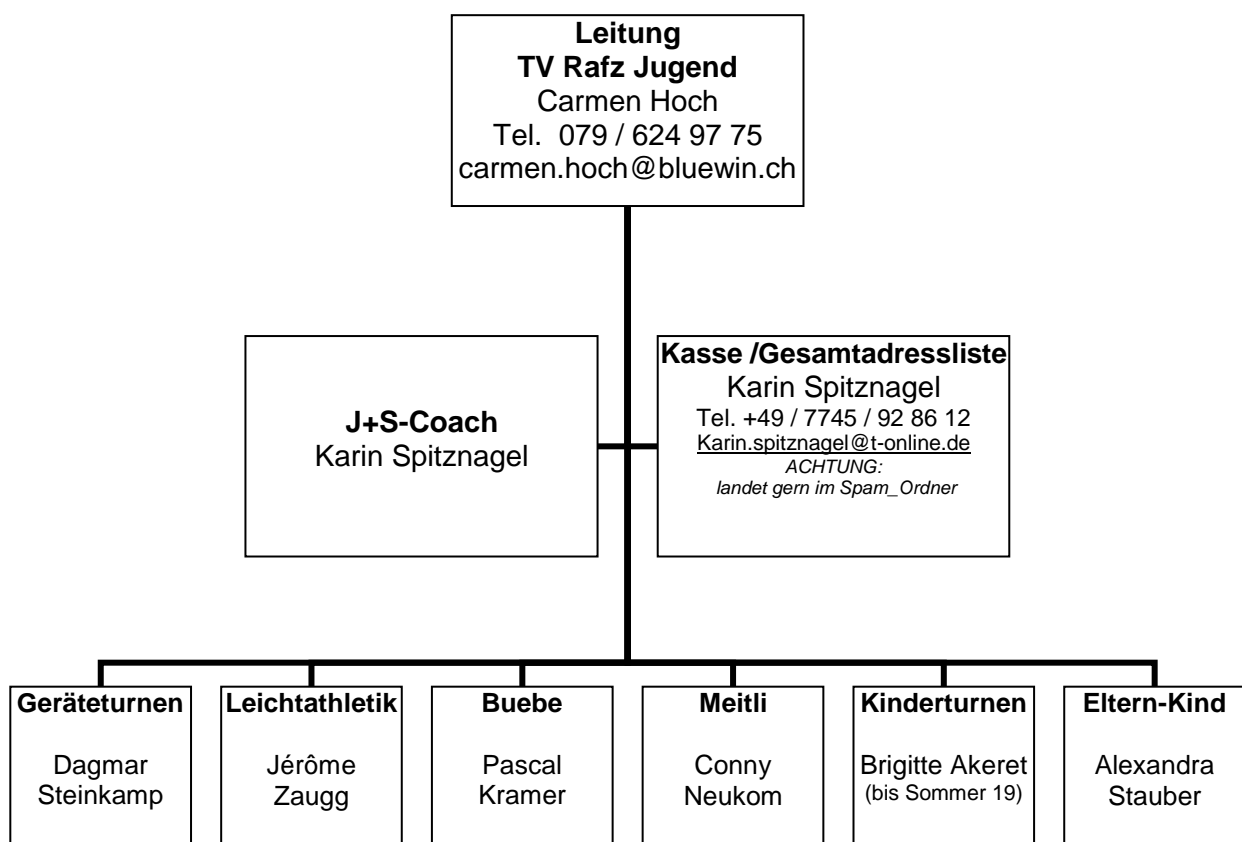 Leitung
TV Rafz Jugend
Carmen Hoch
Tel. 079 / 624 97 75
carmen.hoch@bluewin.ch
J+S-Coach
Karin Spitznagel
Kasse /Gesamtadressliste
Karin Spitznagel
Tel. +49 / 7745 / 92 86 12
Karin.spitznagel@t-online.de
ACHTUNG:
landet gern im Spam_Ordner
Geräteturnen
Dagmar
Steinkamp
Leichtathletik
Jérôme
Zaugg
Buebe
Pascal
Kramer
Meitli
Conny
Neukom
Kinderturnen
Brigitte Akeret
(bis Sommer 19)
Eltern-Kind
Alexandra
Stauber